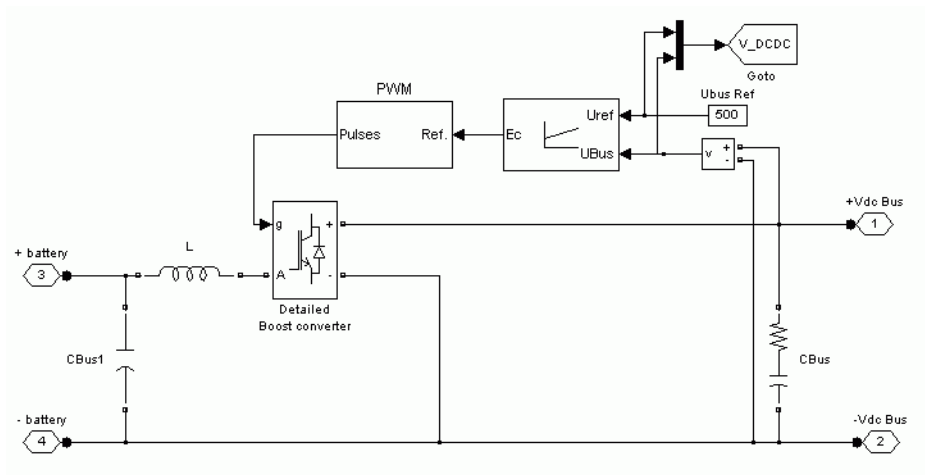 V_DCDC
Goto
Ubus Ref
500
PWM
Pulses
Ref.
Ec
Uref
UBus
v
+
-
+Vdc Bus
1
g
+
A
-
Detailed
Boost converter
L
+ battery
3
CBus1
CBus
- battery
4
-Vdc Bus
2